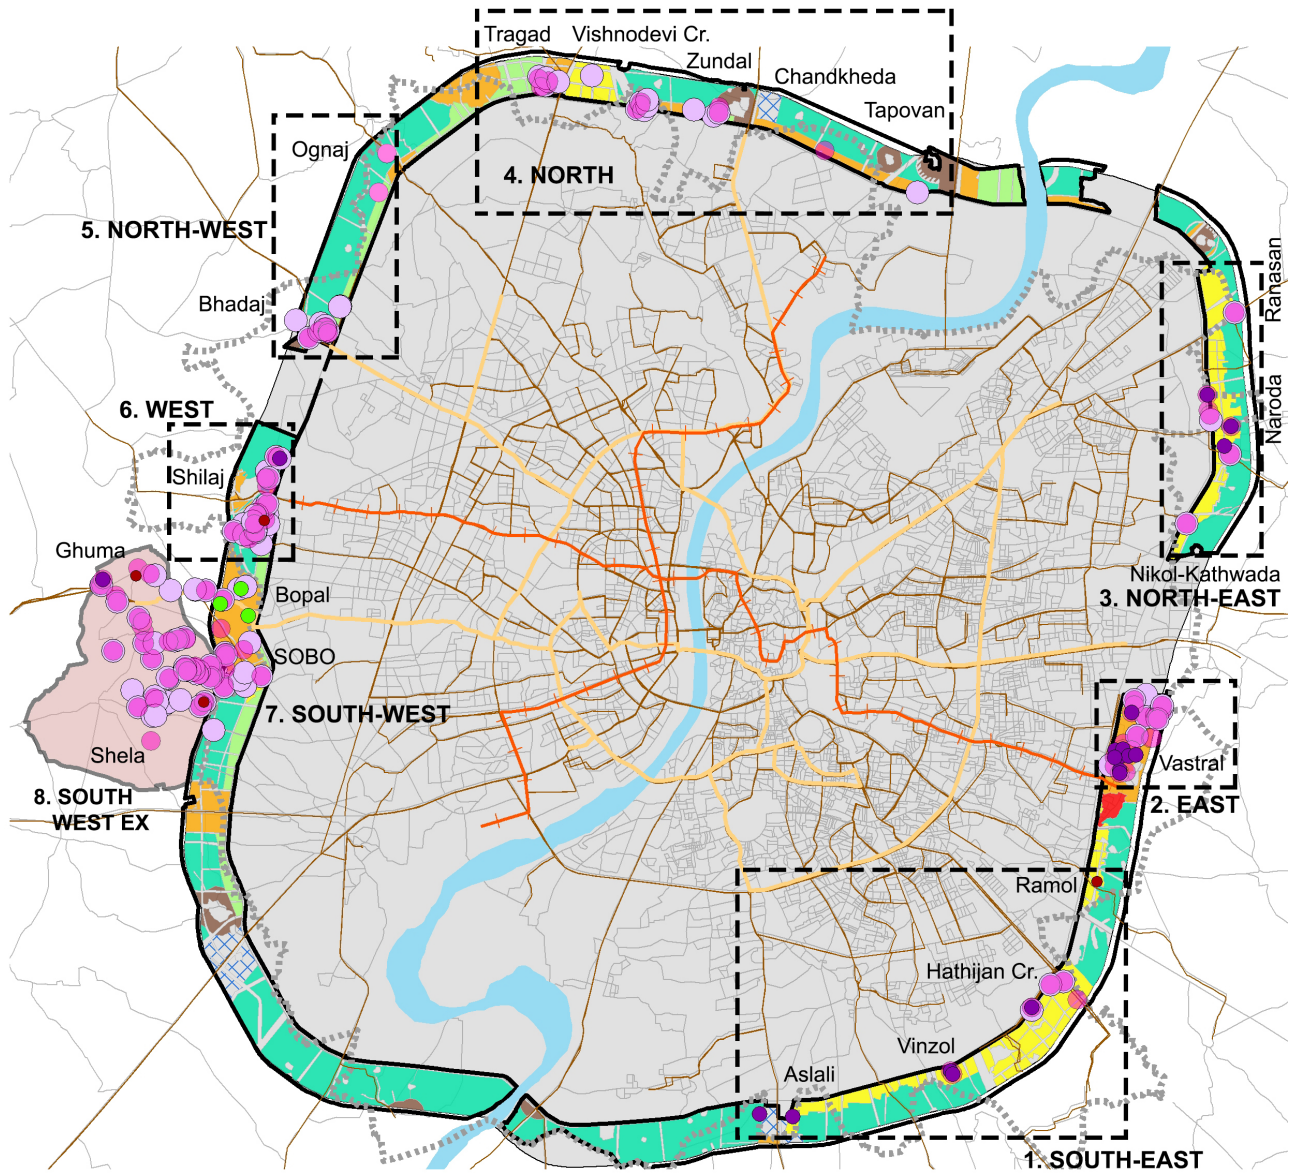 Tragad
Vishnodevi Cr.
Zundal
Chandkheda
Tapovan
Ognaj
4. NORTH
5. NORTH-WEST
Bhadaj
Ranasan
Naroda
6. WEST
Shilaj
Ghuma
Bopal
Nikol-Kathwada
3. NORTH-EAST
SOBO
7. SOUTH-WEST
Shela
Vastral
8. SOUTH
WEST EX
2. EAST
Ramol
Hathijan Cr.
Vinzol
Aslali
1. SOUTH-EAST